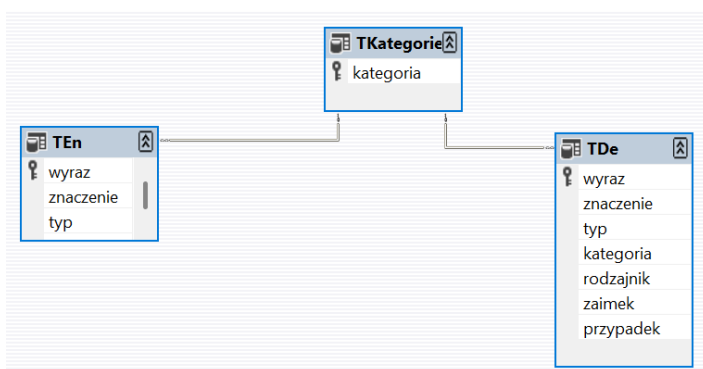 TKategorie
kategoria
TEn
wyraz
znaczenie
typ
TDe
wyraz
znaczenie
typ
kategoria
rodzajnik
zaimek
przypadek